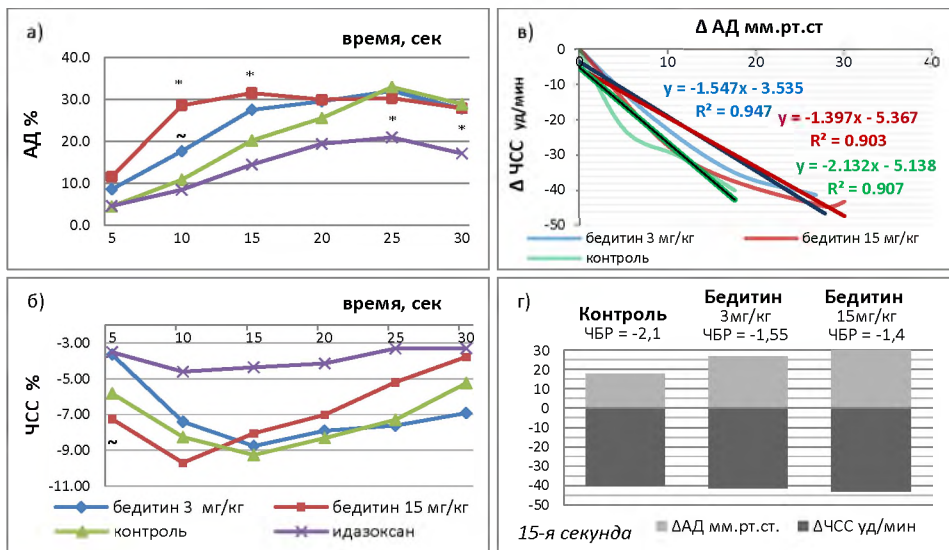 а)
время, сек
40.0
30.0
20.0
10.0
0.0
АД %
* * ~ * *
5 10 15 20 25 30
в)
Δ АД мм.рт.ст
0 10 20 30 40
0
-10
-20
-30
-40
-50
Δ ЧСС уд/мин
y = -1.547x - 3.535
R² = 0.947
y = -1.397x - 5.367
R² = 0.903
y = -2.132x - 5.138
R² = 0.907
бедитин 3 мг/кг бедитин 15 мг/кг
контроль
б)
время, сек
5 10 15 20 25 30
-3.00
-5.00
-7.00
-9.00
-11.00
ЧСС %
~
бедитин 3 мг/кг бедитин 15 мг/кг
контроль идазоксан
г)
Контроль
ЧБР = -2,1
Бедитин
3мг/кг
ЧБР = -1,55
Бедитин
15мг/кг
ЧБР = -1,4
30
20
10
0
-10
-20
-30
-40
-50
15-я секунда
ΔАД мм.рт.ст. ΔЧСС уд/мин